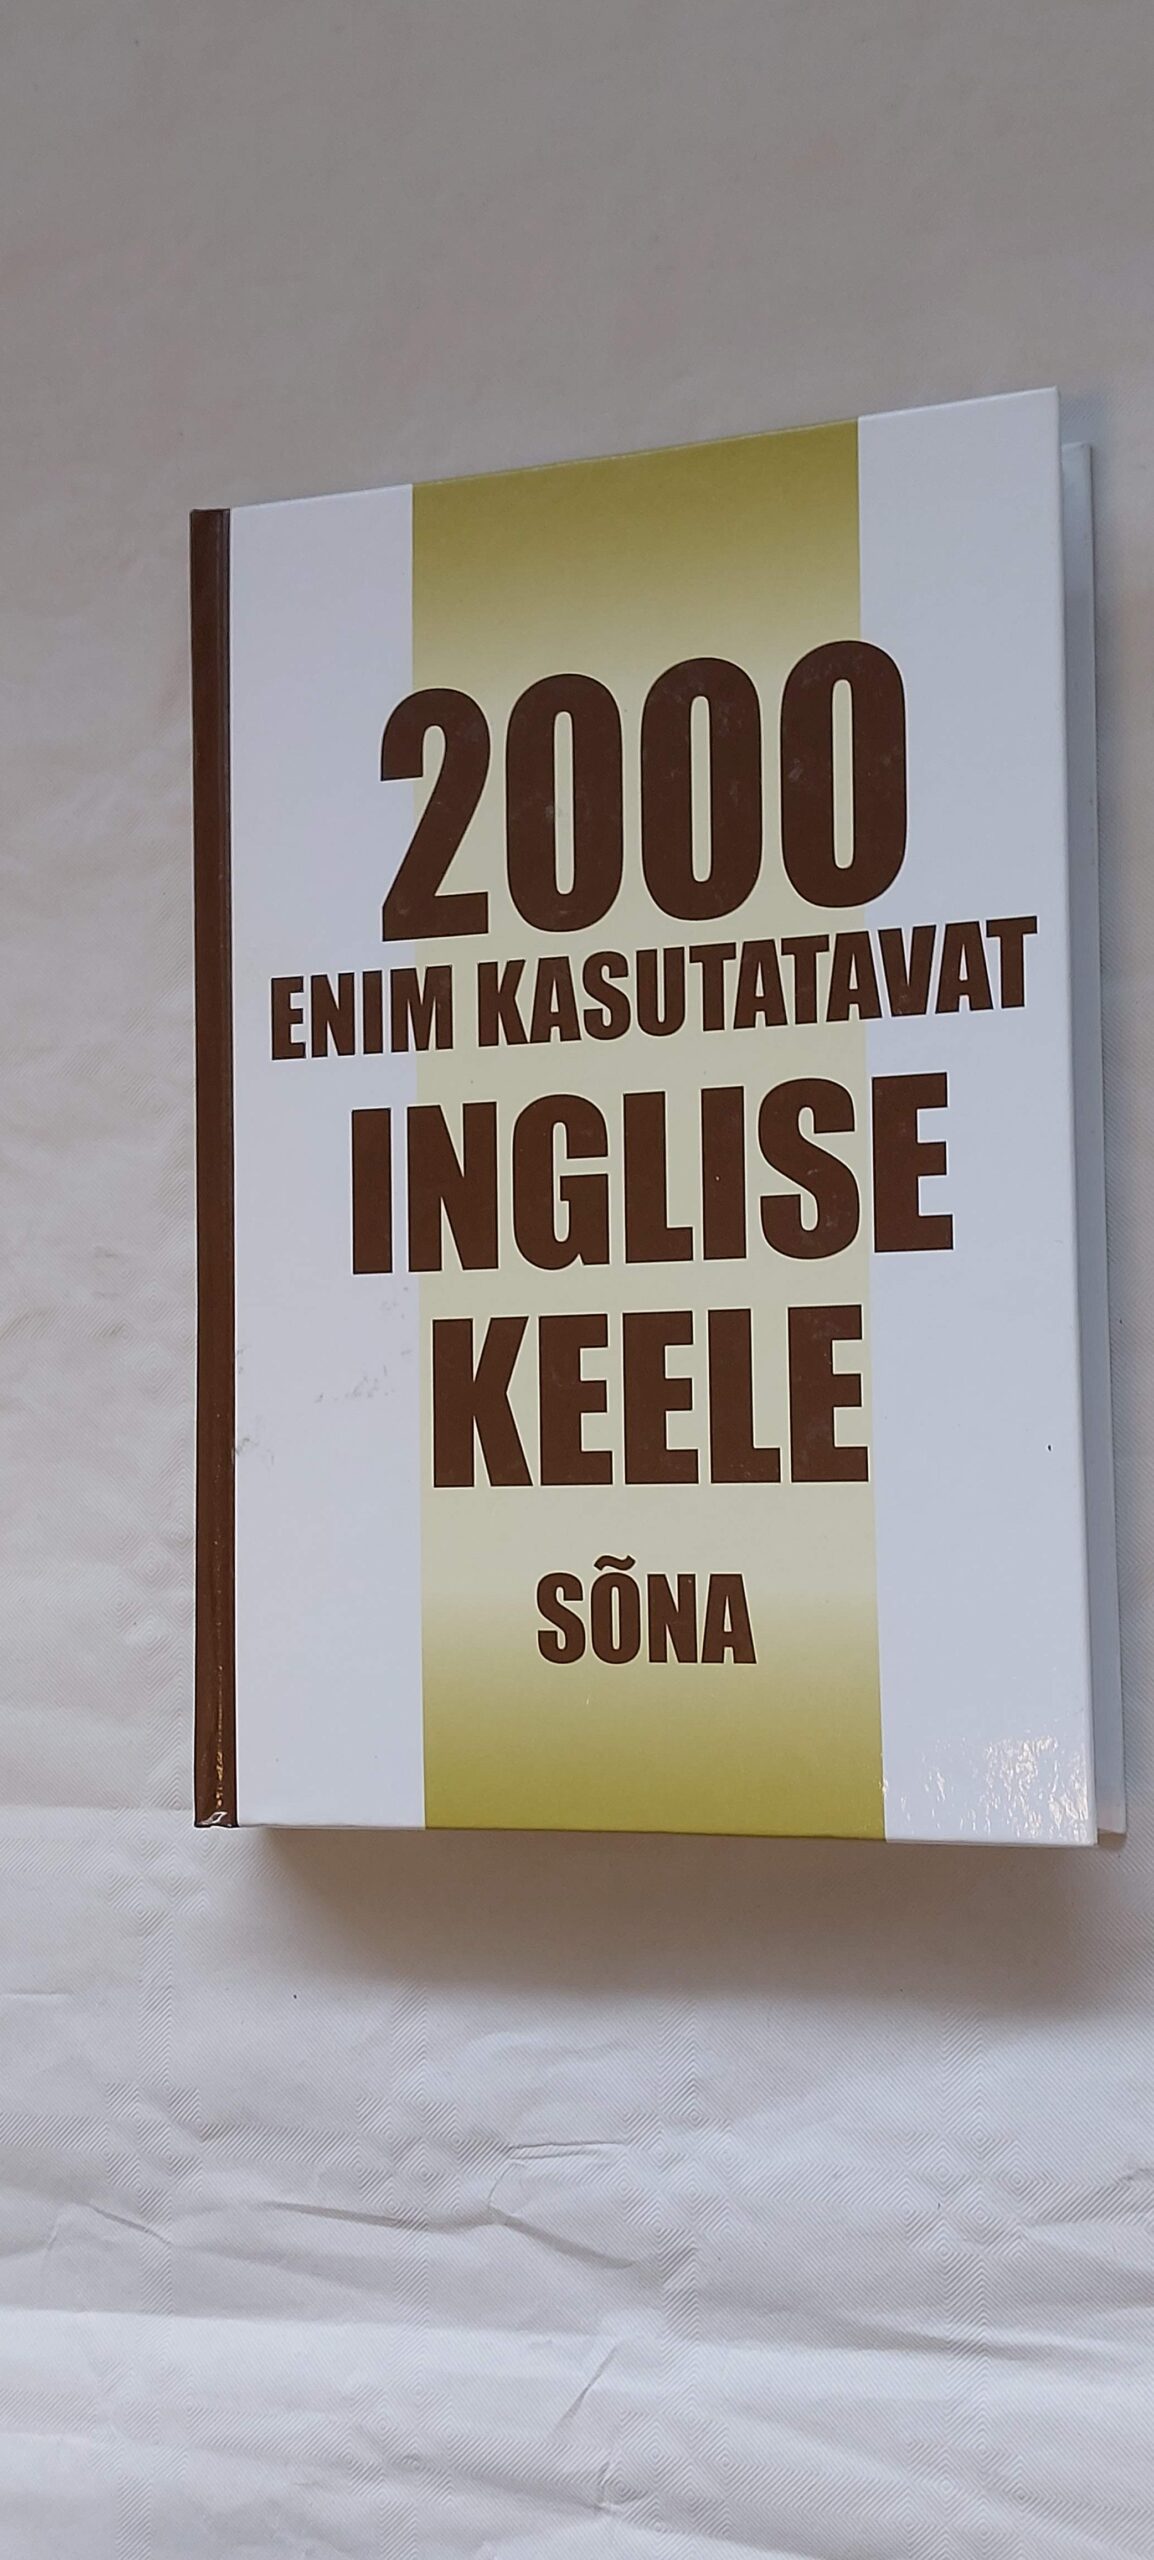 2000
ENIM KASUTATAVAT
INGLISE
KEELE
SÕNA